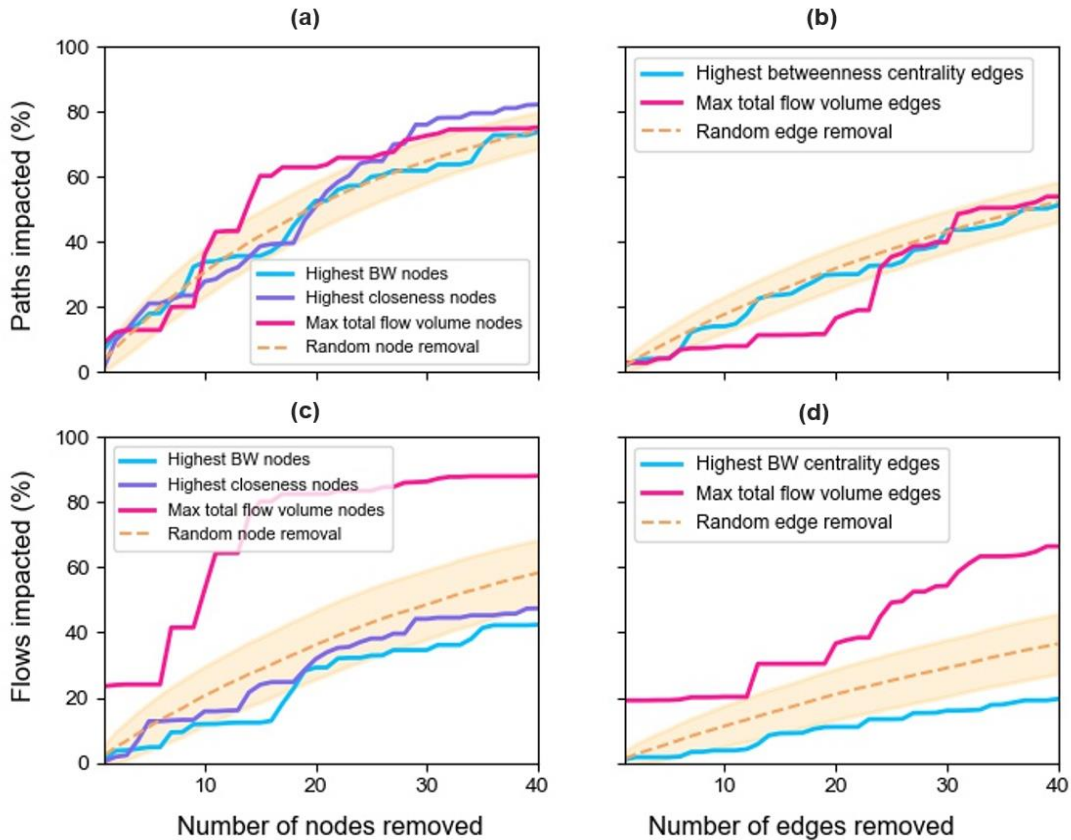 (a)
(b)
100
80
60
40
20
0
Paths impacted (%)
Highest BW nodes
Highest closeness nodes
Max total flow volume nodes
Random node removal
Highest betweenness centrality edges
Max total flow volume edges
Random edge removal
(c)
(d)
100
80
60
40
20
0
Flows impacted (%)
Highest BW nodes
Highest closeness nodes
Max total flow volume nodes
Random node removal
Highest BW centrality edges
Max total flow volume edges
Random edge removal
10 20 30 40
10 20 30 40
Number of nodes removed
Number of edges removed